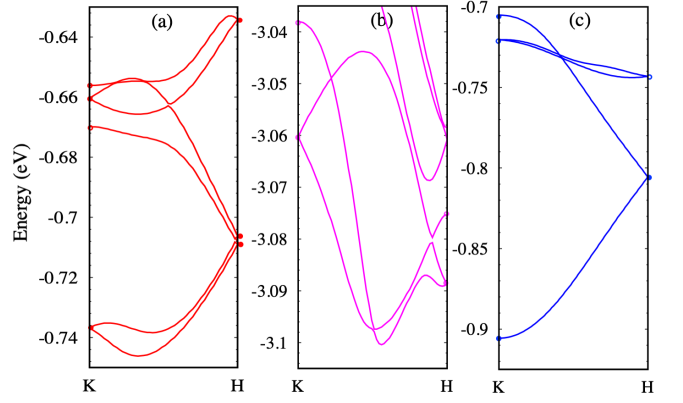 (a)
(b)
(c)
Energy (eV)
-0.64
-0.66
-0.68
-0.7
-0.72
-0.74
K
H
-3.04
-3.05
-3.06
-3.07
-3.08
-3.09
-3.1
K
H
-0.7
-0.75
-0.8
-0.85
-0.9
K
H